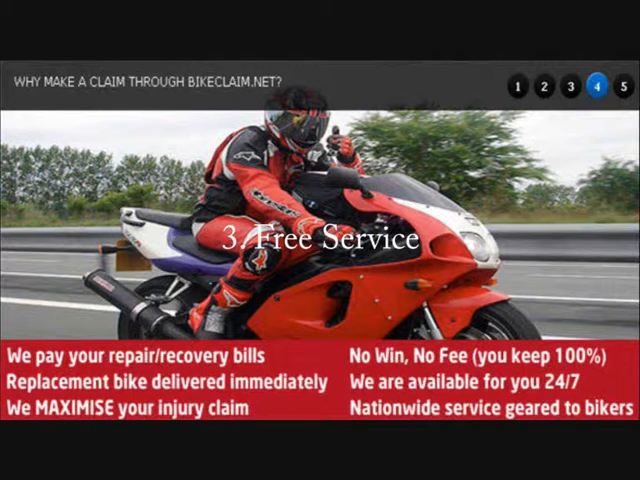 WHY MAKE A CLAIM THROUGH BIKECLAIM.NET?
1 2 3 4 5
3. Free Service
We pay your repair/recovery bills
Replacement bike delivered immediately
We MAXIMISE your injury claim
No Win, No Fee (you keep 100%)
We are available for you 24/7
Nationwide service geared to bikers